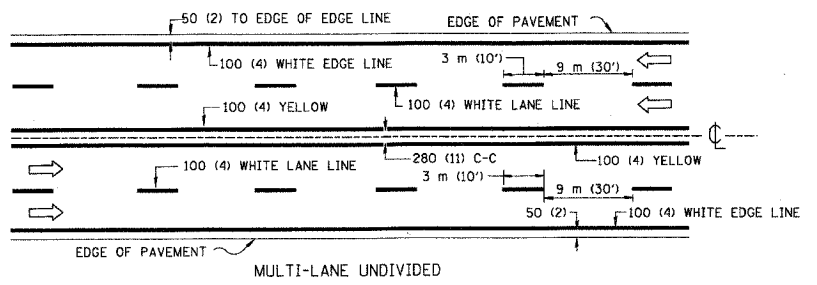 50 (2) TO EDGE OF EDGE LINE
EDGE OF PAVEMENT
100 (4) WHITE EDGE LINE
3 m (10')
9 m (30')
100 (4) YELLOW
100 (4) WHITE LANE LINE
℄
100 (4) WHITE LANE LINE
280 (11) C-C
100 (4) YELLOW
3 m (10')
9 m (30')
50 (2)
100 (4) WHITE EDGE LINE
EDGE OF PAVEMENT
MULTI-LANE UNDIVIDED